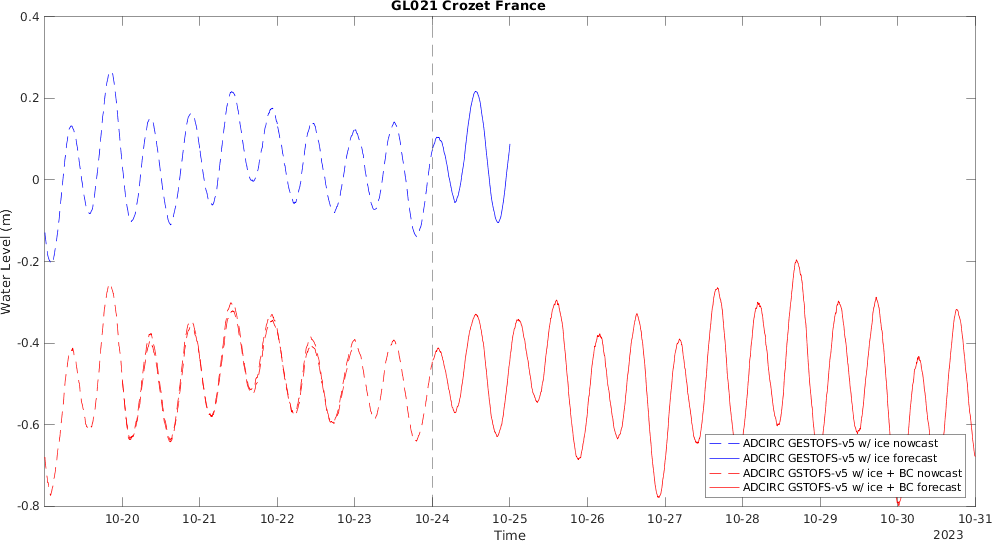 GL021 Crozet France
Water Level (m)
0.4
0.2
0
-0.2
-0.4
-0.6
-0.8
ADCIRC GESTOFS-v5 w/ ice nowcast
ADCIRC GESTOFS-v5 w/ ice forecast
ADCIRC GSTOFS-v5 w/ ice + BC nowcast
ADCIRC GSTOFS-v5 w/ ice + BC forecast
10-20 10-21 10-22 10-23 10-24 10-25 10-26 10-27 10-28 10-29 10-30 10-31
Time
2023